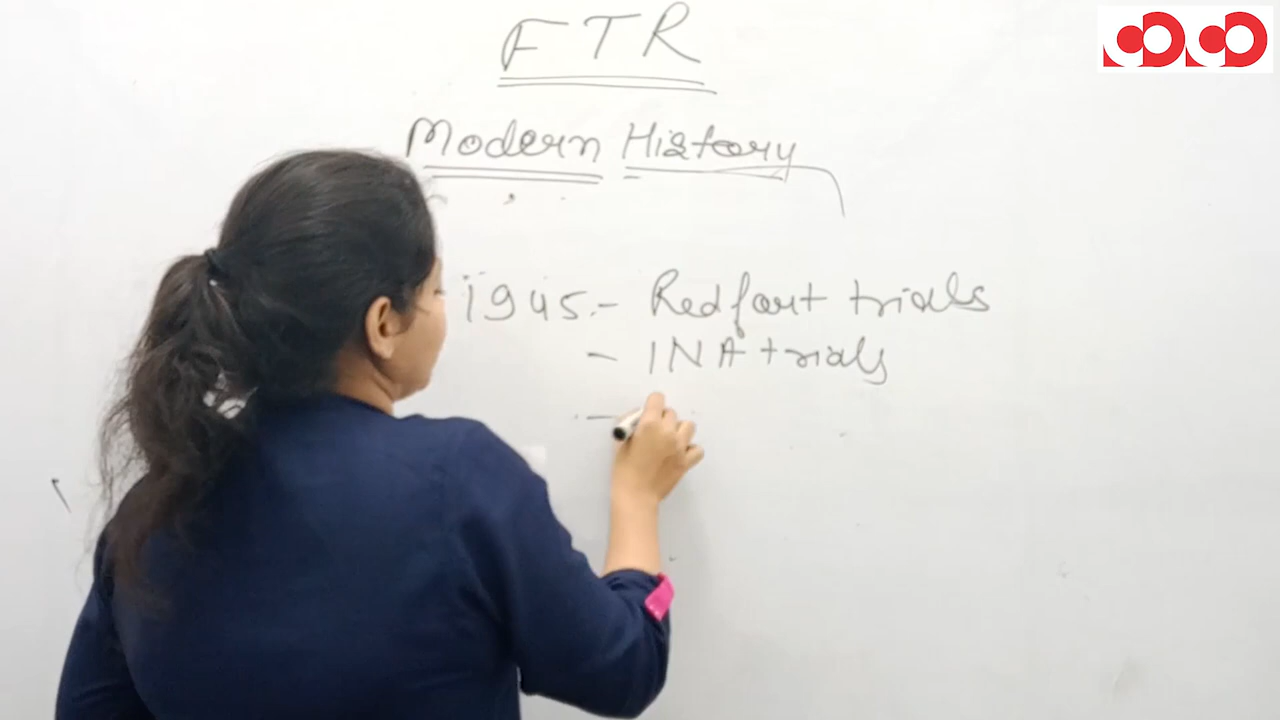 FTR
Modern History
1945.- Redfort trials
- INA trials
-